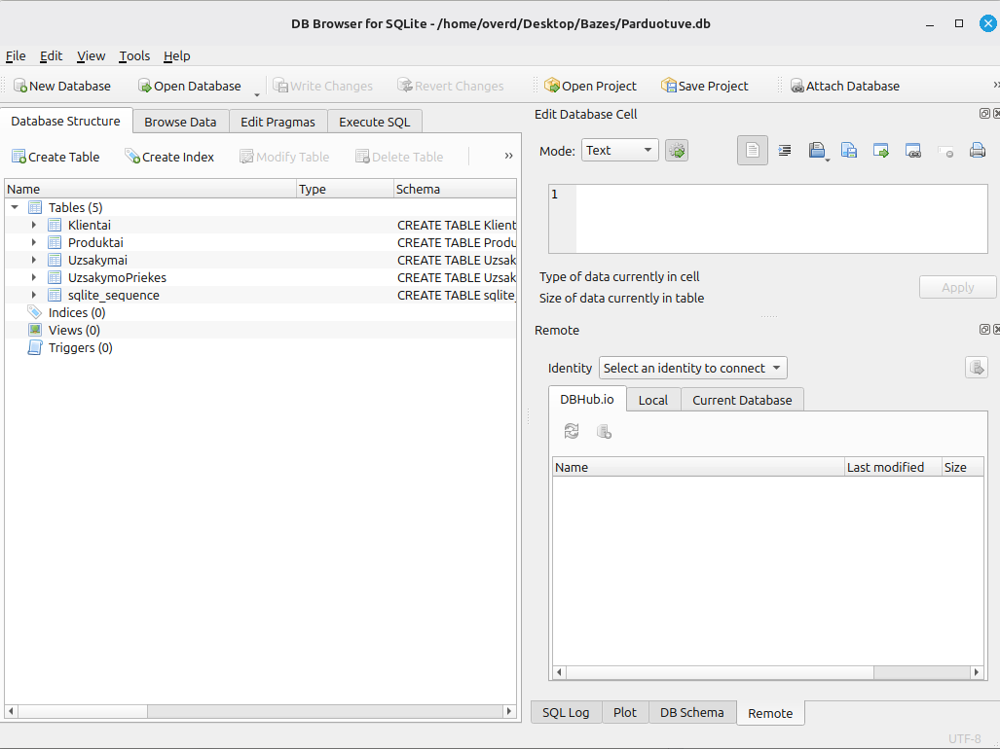 DB Browser for SQLite - /home/overd/Desktop/Bazes/Parduotuve.db
File Edit View Tools Help
New Database Open Database Write Changes Revert Changes Open Project Save Project Attach Database »
Database Structure Browse Data Edit Pragmas Execute SQL
Create Table Create Index Modify Table Delete Table »
Name Type Schema
Tables (5)
Klientai CREATE TABLE Klient
Produktai CREATE TABLE Produ
Uzsakymai CREATE TABLE Uzsak
UzsakymoPriekes CREATE TABLE Uzsak
sqlite_sequence CREATE TABLE sqlite_
Indices (0)
Views (0)
Triggers (0)
Edit Database Cell
Mode: Text
1
Type of data currently in cell
Size of data currently in table
Apply
Remote
Identity Select an identity to connect
DBHub.io Local Current Database
Name Last modified Size
SQL Log Plot DB Schema Remote
UTF-8